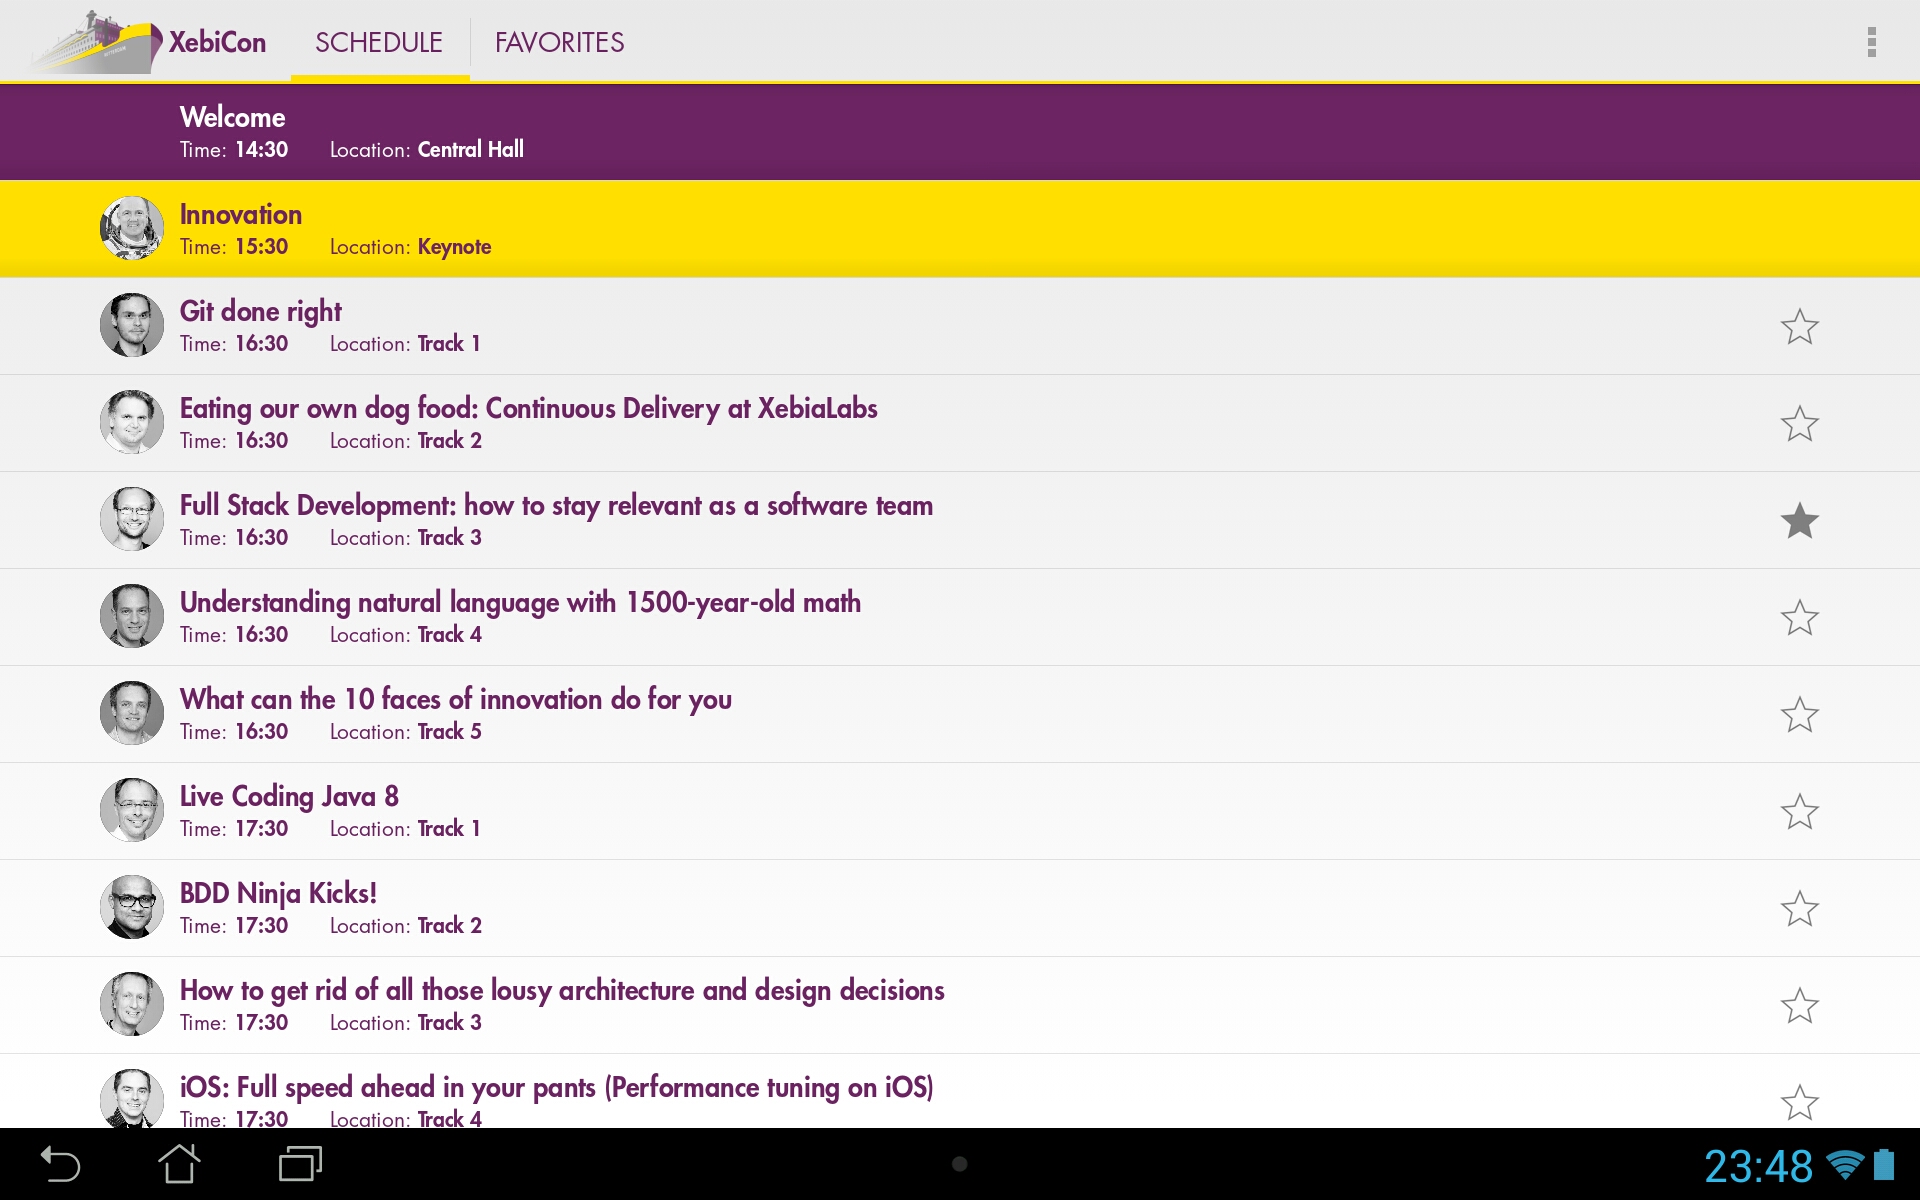 XebiCon SCHEDULE FAVORITES
Welcome
Time: 14:30 Location: Central Hall
Innovation
Time: 15:30 Location: Keynote
Git done right
Time: 16:30 Location: Track 1
Eating our own dog food: Continuous Delivery at XebiaLabs
Time: 16:30 Location: Track 2
Full Stack Development: how to stay relevant as a software team
Time: 16:30 Location: Track 3
Understanding natural language with 1500-year-old math
Time: 16:30 Location: Track 4
What can the 10 faces of innovation do for you
Time: 16:30 Location: Track 5
Live Coding Java 8
Time: 17:30 Location: Track 1
BDD Ninja Kicks!
Time: 17:30 Location: Track 2
How to get rid of all those lousy architecture and design decisions
Time: 17:30 Location: Track 3
iOS: Full speed ahead in your pants (Performance tuning on iOS)
Time: 17:30 Location: Track 4
23:48